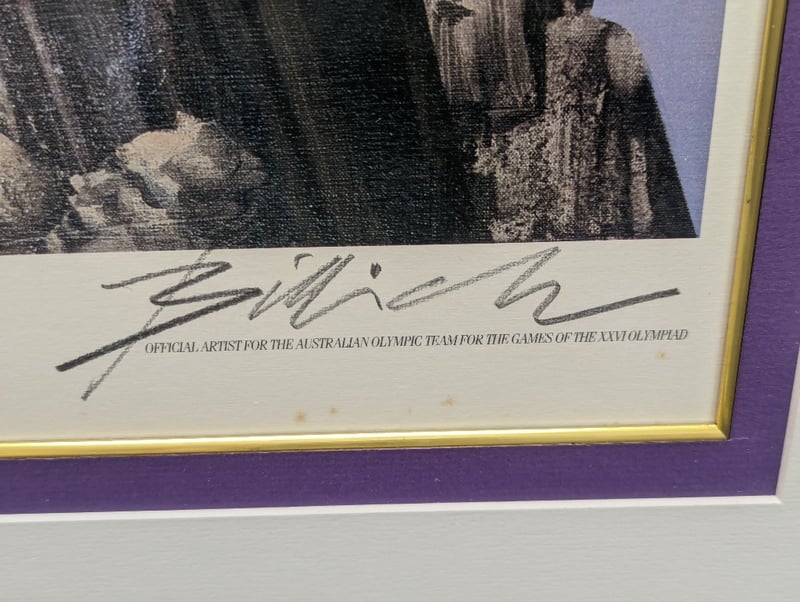 Billich
OFFICIAL ARTIST FOR THE AUSTRALIAN OLYMPIC TEAM FOR THE GAMES OF THE XXVI OLYMPIAD